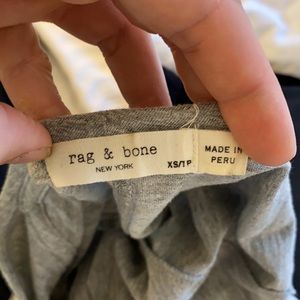 rag & bone
NEW YORK
XS/TP
MADE IN
PERU